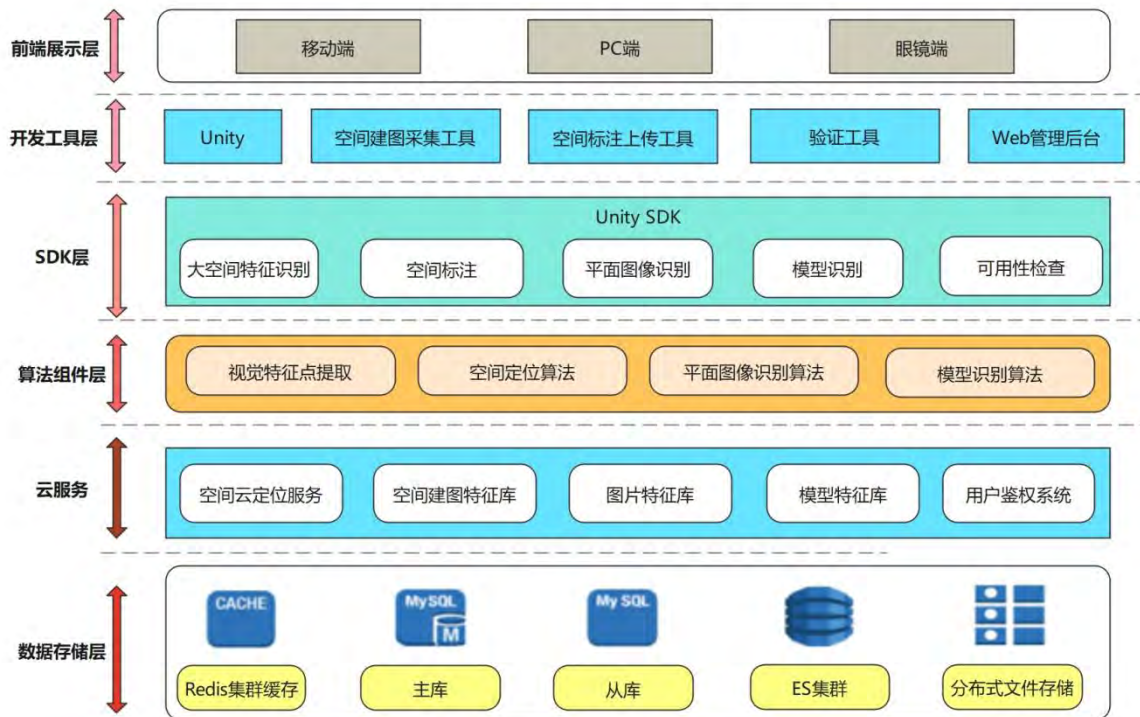 前端展示层
移动端
PC端
眼镜端
开发工具层
Unity
空间建图采集工具
空间标注上传工具
验证工具
Web管理后台
SDK层
Unity SDK
大空间特征识别
空间标注
平面图像识别
模型识别
可用性检查
算法组件层
视觉特征点提取
空间定位算法
平面图像识别算法
模型识别算法
云服务
空间云定位服务
空间建图特征库
图片特征库
模型特征库
用户鉴权系统
数据存储层
CACHE
MySQL
M
My SQL
Redis集群缓存
主库
从库
ES集群
分布式文件存储